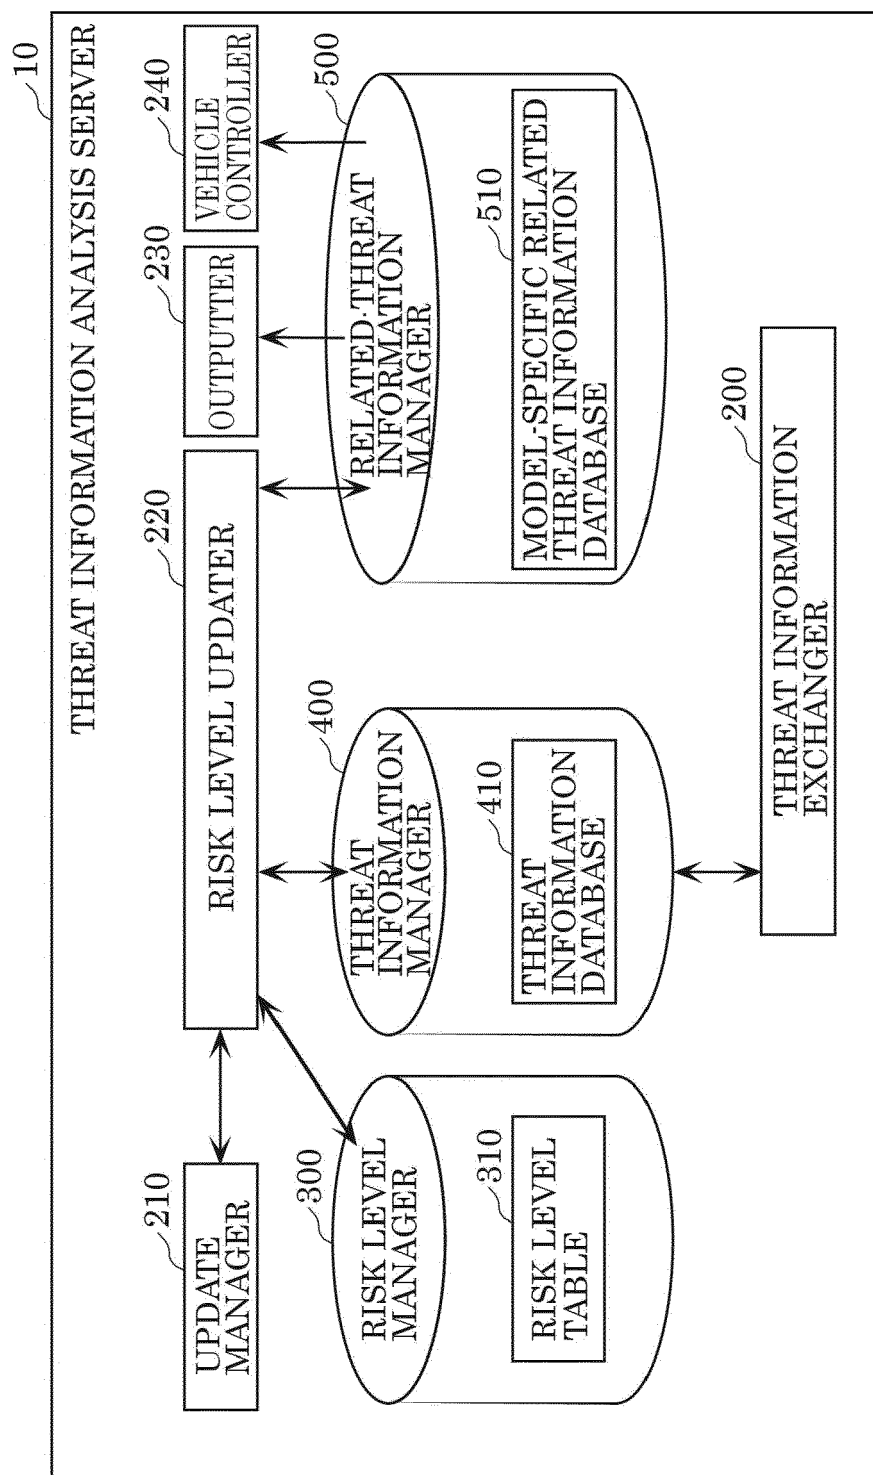 10
THREAT INFORMATION ANALYSIS SERVER
210
UPDATE
MANAGER
220
RISK LEVEL UPDATER
230
OUTPUTTER
240
VEHICLE
CONTROLLER
300
RISK LEVEL
MANAGER
310
RISK LEVEL
TABLE
400
THREAT
INFORMATION
MANAGER
410
THREAT
INFORMATION
DATABASE
500
RELATED-THREAT
INFORMATION
MANAGER
510
MODEL-SPECIFIC RELATED
THREAT INFORMATION
DATABASE
200
THREAT INFORMATION
EXCHANGER